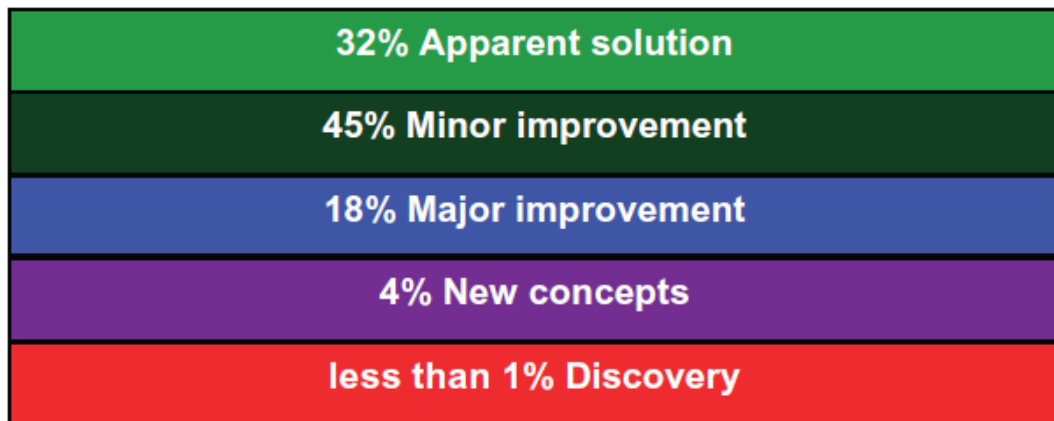 32% Apparent solution
45% Minor improvement
18% Major improvement
4% New concepts
less than 1% Discovery